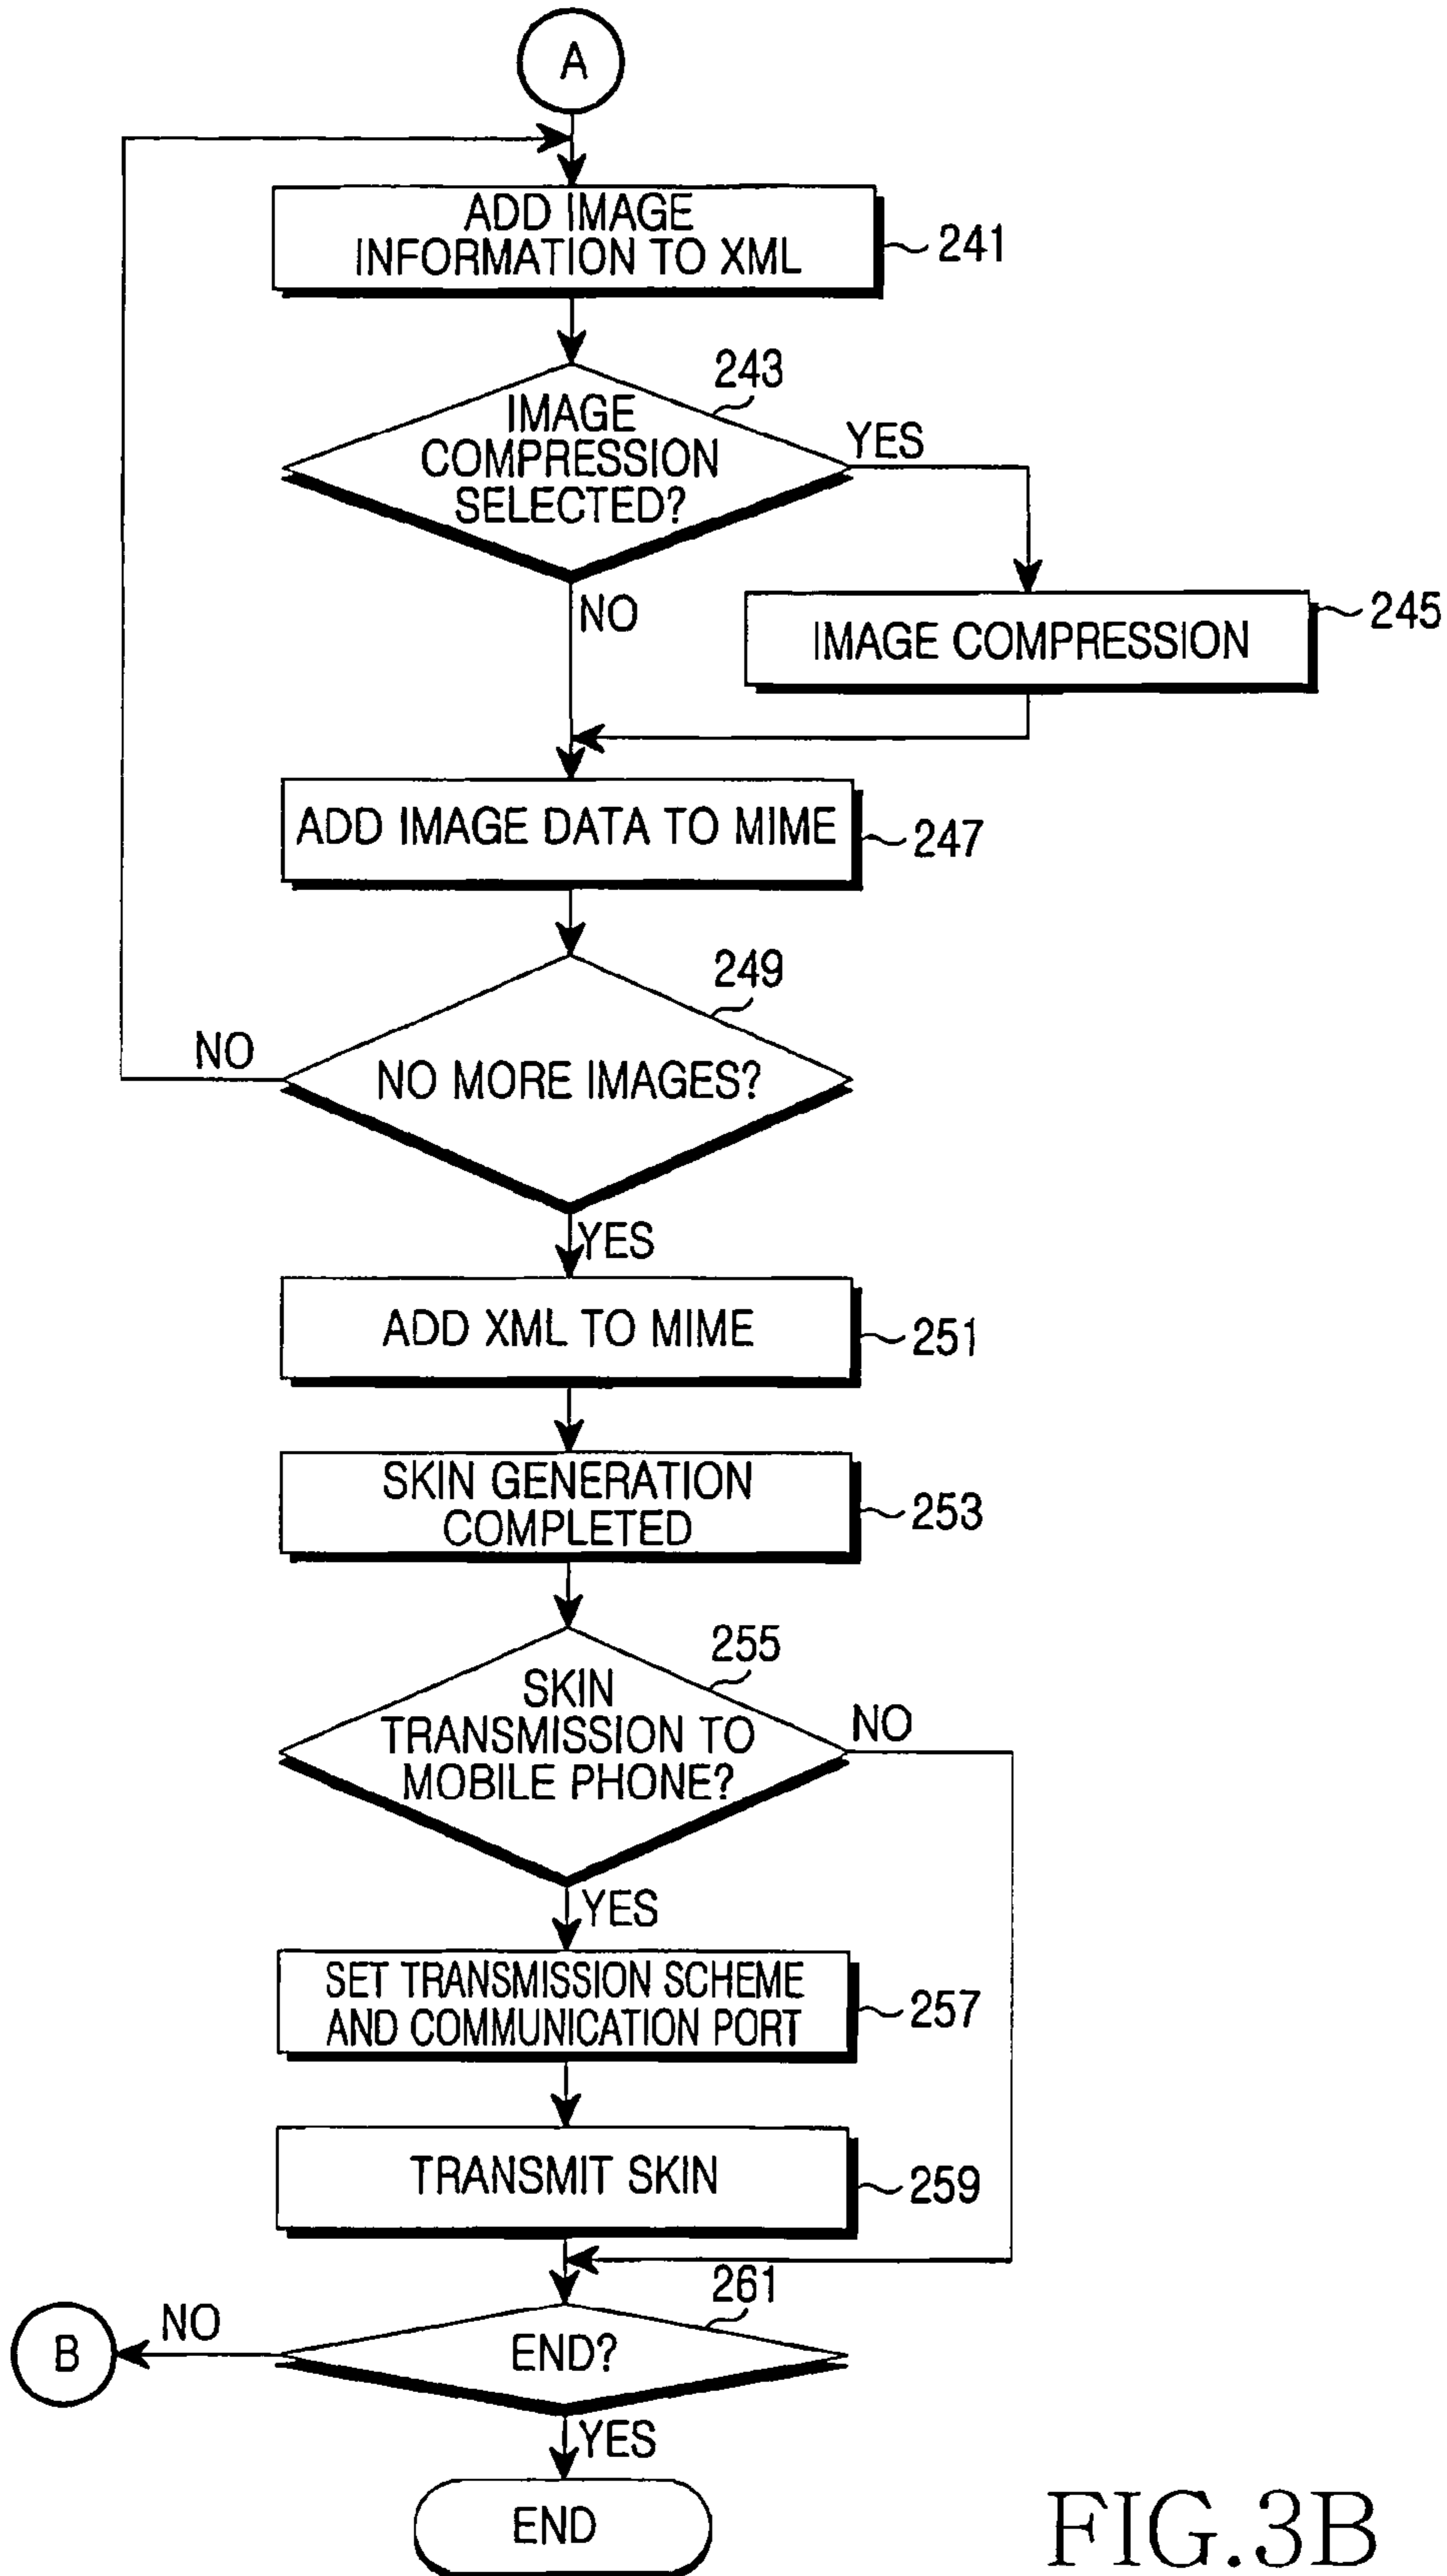 A
ADD IMAGE
INFORMATION TO XML
241
243
IMAGE
COMPRESSION
SELECTED?
YES
NO
245
IMAGE COMPRESSION
ADD IMAGE DATA TO MIME
247
249
NO
NO MORE IMAGES?
YES
ADD XML TO MIME
251
SKIN GENERATION
COMPLETED
253
255
SKIN
TRANSMISSION TO
MOBILE PHONE?
NO
YES
SET TRANSMISSION SCHEME
AND COMMUNICATION PORT
257
TRANSMIT SKIN
259
261
B
NO
END?
YES
END
FIG.3B